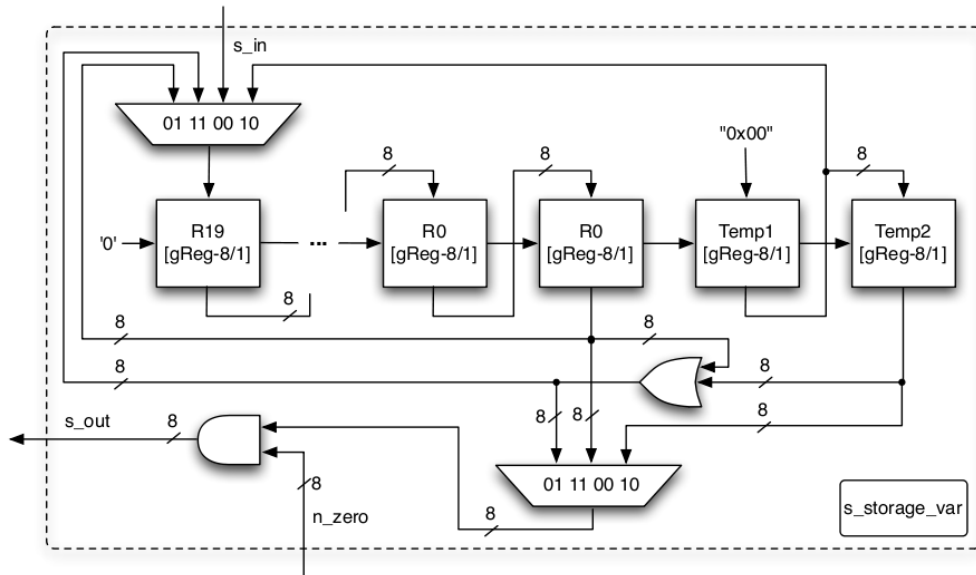 s_in
01 11 00 10
"0x00"
8
8
8
'0'
R19
[gReg-8/1]
...
R0
[gReg-8/1]
R0
[gReg-8/1]
Temp1
[gReg-8/1]
Temp2
[gReg-8/1]
8
8
8
8
8
s_out
8
8
8
8
01 11 00 10
8
n_zero
8
s_storage_var